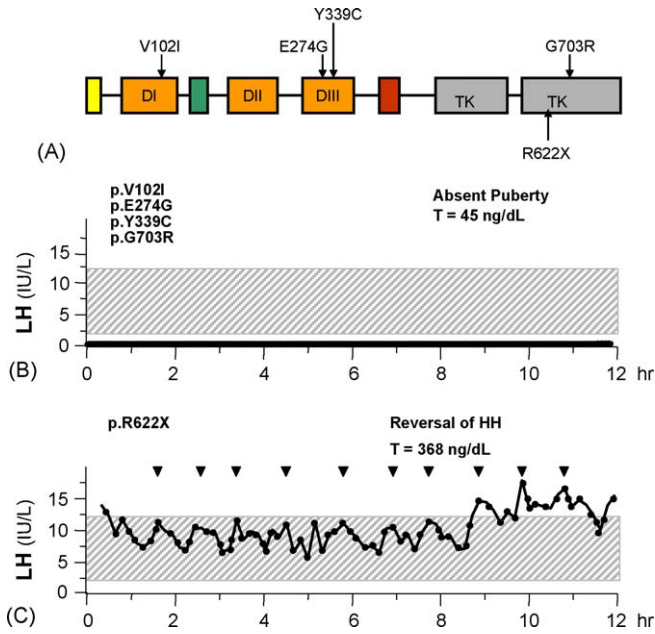 Y339C
V102I E274G G703R
DI DII DIII TK TK
R622X
(A)
p.V102I
p.E274G
p.Y339C
p.G703R
Absent Puberty
T = 45 ng/dL
LH (IU/L)
15
10
5
0
0 2 4 6 8 10 12 hr
(B)
p.R622X
Reversal of HH
T = 368 ng/dL
LH (IU/L)
15
10
5
0
0 2 4 6 8 10 12 hr
(C)